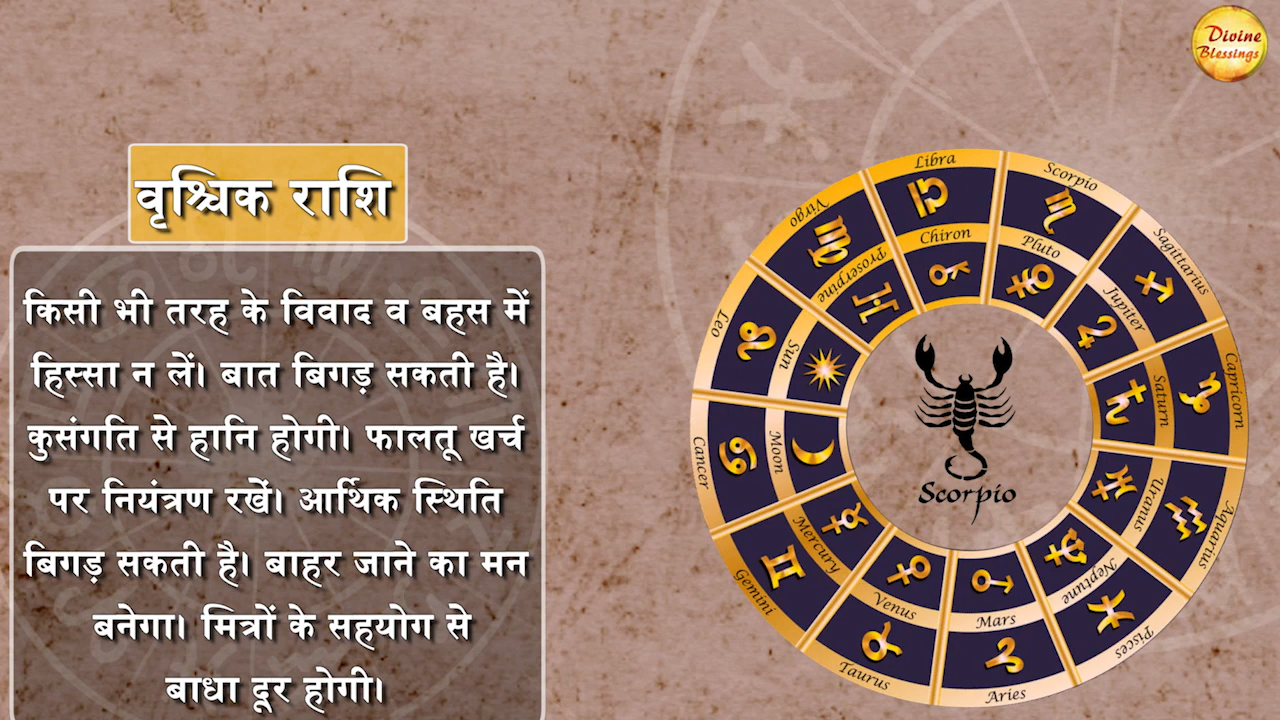 Divine
Blessings
वृश्चिक राशि
किसी भी तरह के विवाद व बहस में
हिस्सा न लें। बात बिगड़ सकती है।
कुसंगति से हानि होगी। फालतू खर्च
पर नियंत्रण रखें। आर्थिक स्थिति
बिगड़ सकती है। बाहर जाने का मन
बनेगा। मित्रों के सहयोग से
बाधा दूर होगी।
Libra
Scorpio
Sagittarius
Capricorn
Aquarius
Pisces
Aries
Taurus
Gemini
Cancer
Leo
Virgo
Chiron
Pluto
Jupiter
Saturn
Uranus
Neptune
Mars
Venus
Mercury
Moon
Sun
Proserpine
Scorpio